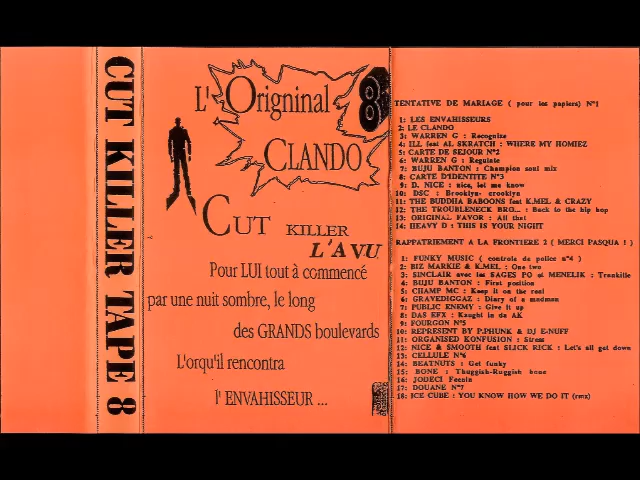 CUT KILLER TAPE 8
L'Origninal 8
CLANDO
CUT KILLER
L'A VU
Pour LUI tout à commencé
par une nuit sombre, le long
des GRANDS boulevards
L'orqu'il rencontra
l' ENVAHISSEUR ...
TENTATIVE DE MARIAGE ( pour les papiers) N°1
1: LES ENVAHISSEURS
2: LE CLANDO
3: WARREN G : Recognize
4: ILL feat AL SKRATCH : WHERE MY HOMIEZ
5: CARTE DE SEJOUR N°2
6: WARREN G : Regulate
7: BUJU BANTON : Champion soul mix
8: CARTE D'IDENTITE N°3
9: D. NICE : nice, let me know
10: DSC : Brooklyn- crooklyn
11: THE BUDDHA BABOONS feat K.MEL & CRAZY
12: THE TROUBLENECK BRO... : Back to the hip hop
13: ORIGINAL FAVOR : All that
14: HEAVY D : THIS IS YOUR NIGHT
RAPPATRIEMENT A LA FRONTIERE 2 ( MERCI PASQUA ! )
1: FUNKY MUSIC ( controle de police n°4 )
2: BIZ MARKIE & K.MEL : One two
3: SINCLAIR avec les SAGES PO et MENELIK : Trankille
4: BUJU BANTON : First position
5: CHAMP MC : Keep it on the real
6: GRAVEDIGGAZ : Diary of a madman
7: PUBLIC ENEMY : Give it up
8: DAS EFX : Kaught in da AK
9: FOURGON N°5
10: REPRESENT BY P.PHUNK & DJ E-NUFF
11: ORGANISED KONFUSION : Stress
12: NICE & SMOOTH feat SLICK RICK : Let's all get down
13: CELLULE N°6
14: BEATNUTS : Get funky
15: BONE : Thuggish-Ruggish bone
16: JODECI Feenin
17: DOUANE N°7
18: ICE CUBE : YOU KNOW HOW WE DO IT (rmx)